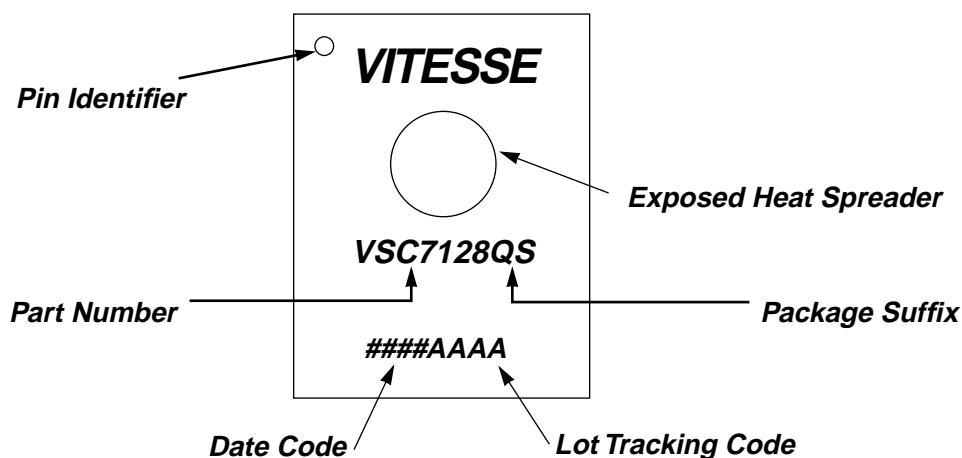 VITESSE
Pin Identifier
Exposed Heat Spreader
VSC7128QS
Part Number
Package Suffix
####AAAA
Date Code
Lot Tracking Code